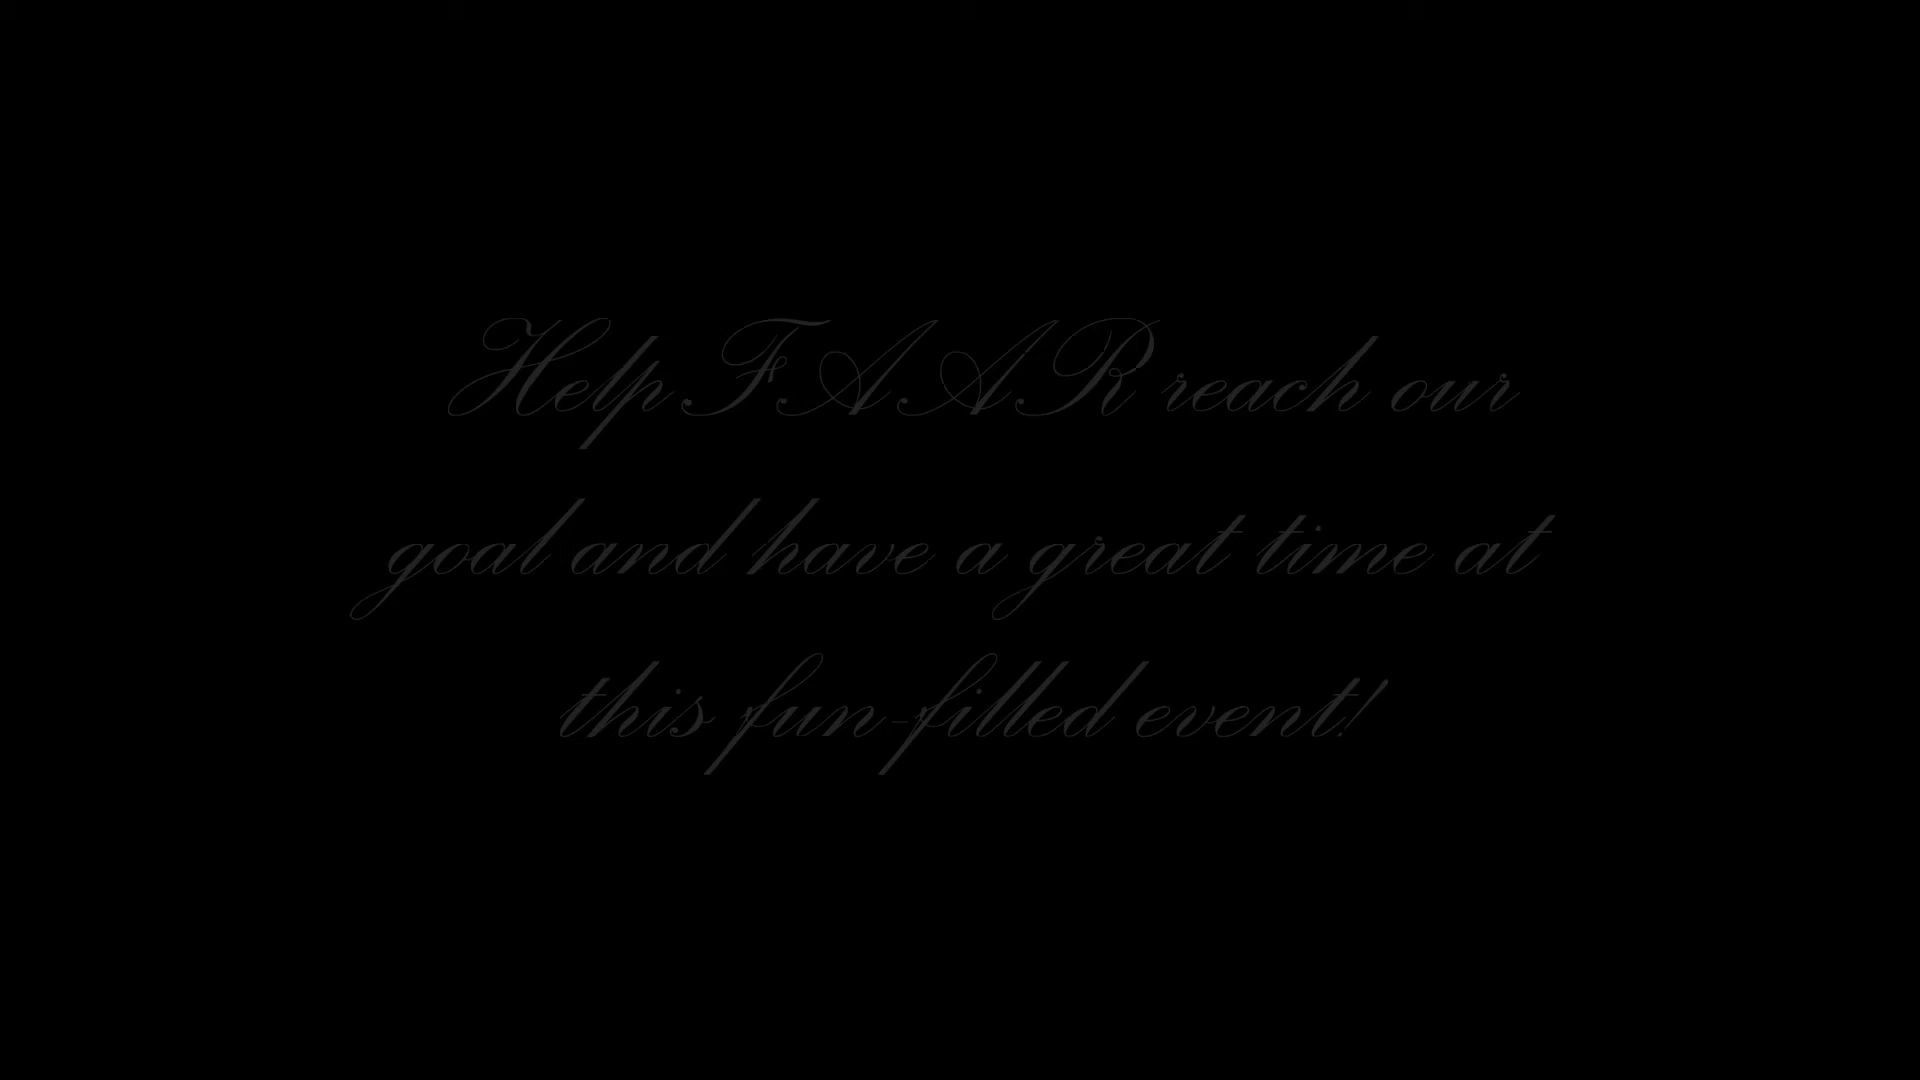 Help FAAR reach our
goal and have a great time at
this fun-filled event!